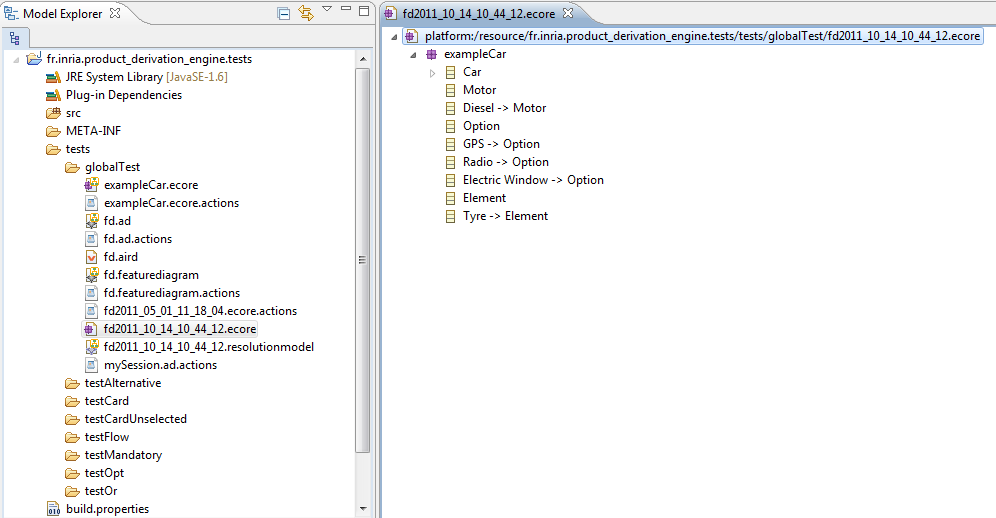 Model Explorer
fr.inria.product_derivation_engine.tests
JRE System Library [JavaSE-1.6]
Plug-in Dependencies
src
META-INF
tests
globalTest
exampleCar.ecore
exampleCar.ecore.actions
fd.ad
fd.ad.actions
fd.aird
fd.featurediagram
fd.featurediagram.actions
fd2011_05_01_11_18_04.ecore.actions
fd2011_10_14_10_44_12.ecore
fd2011_10_14_10_44_12.resolutionmodel
mySession.ad.actions
testAlternative
testCard
testCardUnselected
testFlow
testMandatory
testOpt
testOr
build.properties
fd2011_10_14_10_44_12.ecore
platform:/resource/fr.inria.product_derivation_engine.tests/tests/globalTest/fd2011_10_14_10_44_12.ecore
exampleCar
Car
Motor
Diesel -> Motor
Option
GPS -> Option
Radio -> Option
Electric Window -> Option
Element
Tyre -> Element